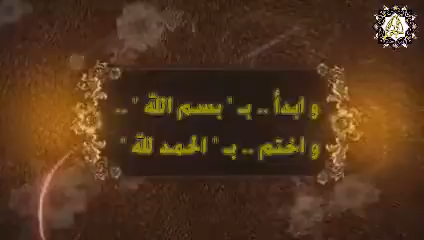 و ابدأ .. بـ " بسم الله " ..
و اختم .. بـ " الحمد لله "